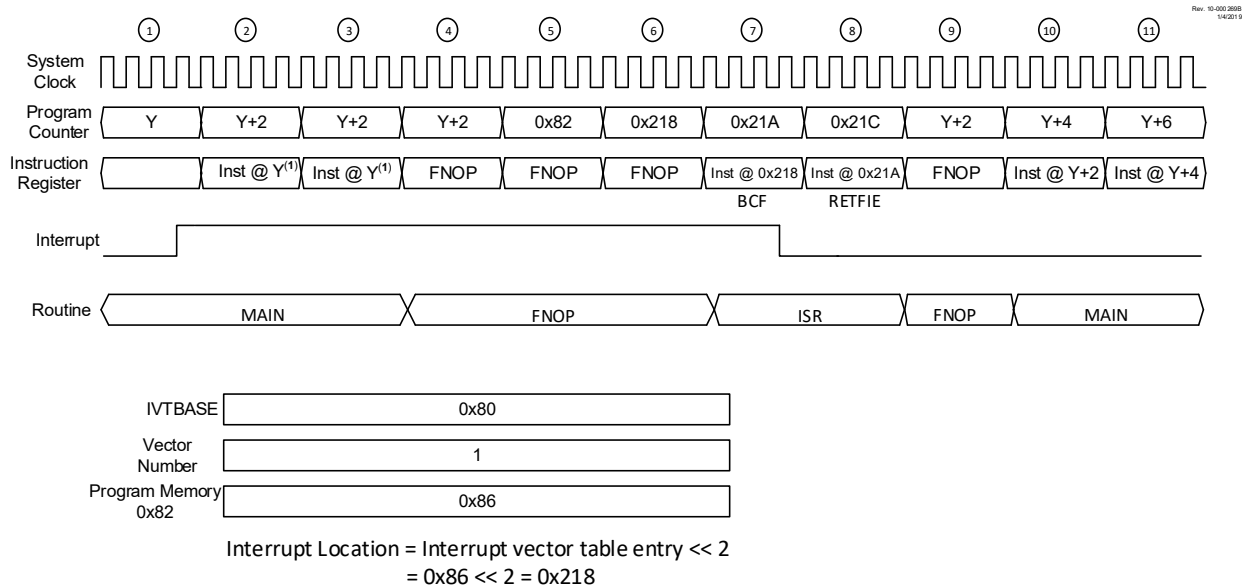 Rev. 10-000269B
1/4/2019
1 2 3 4 5 6 7 8 9 10 11
System
Clock
Program
Counter
Y Y+2 Y+2 Y+2 0x82 0x218 0x21A 0x21C Y+2 Y+4 Y+6
Instruction
Register
Inst @ Y(1) Inst @ Y(1) FNOP FNOP FNOP Inst @ 0x218 Inst @ 0x21A FNOP Inst @ Y+2 Inst @ Y+4
BCF RETFIE
Interrupt
Routine MAIN FNOP ISR FNOP MAIN
IVTBASE 0x80
Vector
Number
1
Program Memory
0x82
0x86
Interrupt Location = Interrupt vector table entry << 2
= 0x86 << 2 = 0x218